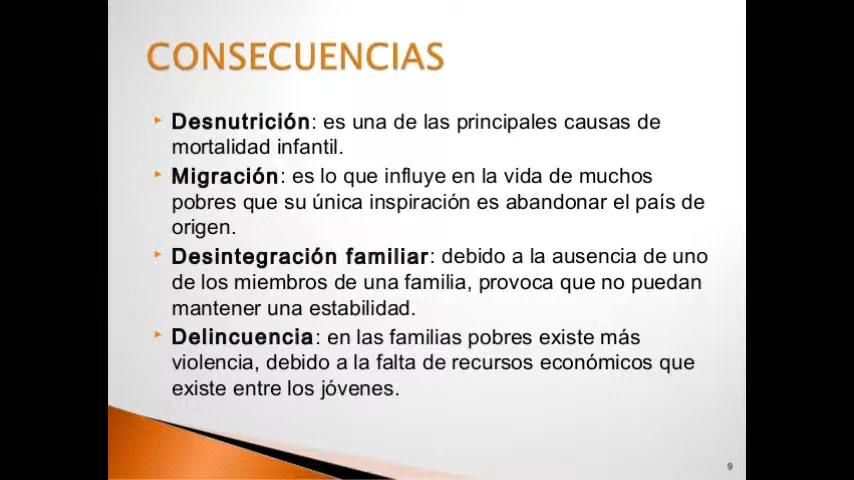 CONSECUENCIAS
Desnutrición: es una de las principales causas de
mortalidad infantil.
Migración: es lo que influye en la vida de muchos
pobres que su única inspiración es abandonar el país de
origen.
Desintegración familiar: debido a la ausencia de uno
de los miembros de una familia, provoca que no puedan
mantener una estabilidad.
Delincuencia: en las familias pobres existe más
violencia, debido a la falta de recursos económicos que
existe entre los jóvenes.
9